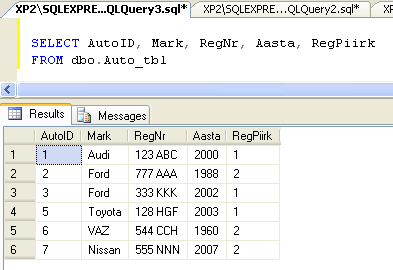 XP2\SQLEXPRE...QLQuery3.sql* XP2\SQLEXPRE...QLQuery2.sql*
SELECT AutoID, Mark, RegNr, Aasta, RegPiirk
FROM dbo.Auto_tbl
Results Messages
AutoID Mark RegNr Aasta RegPiirk
1 1 Audi 123 ABC 2000 1
2 2 Ford 777 AAA 1988 2
3 3 Ford 333 KKK 2002 1
4 5 Toyota 128 HGF 2003 1
5 6 VAZ 544 CCH 1960 2
6 7 Nissan 555 NNN 2007 2